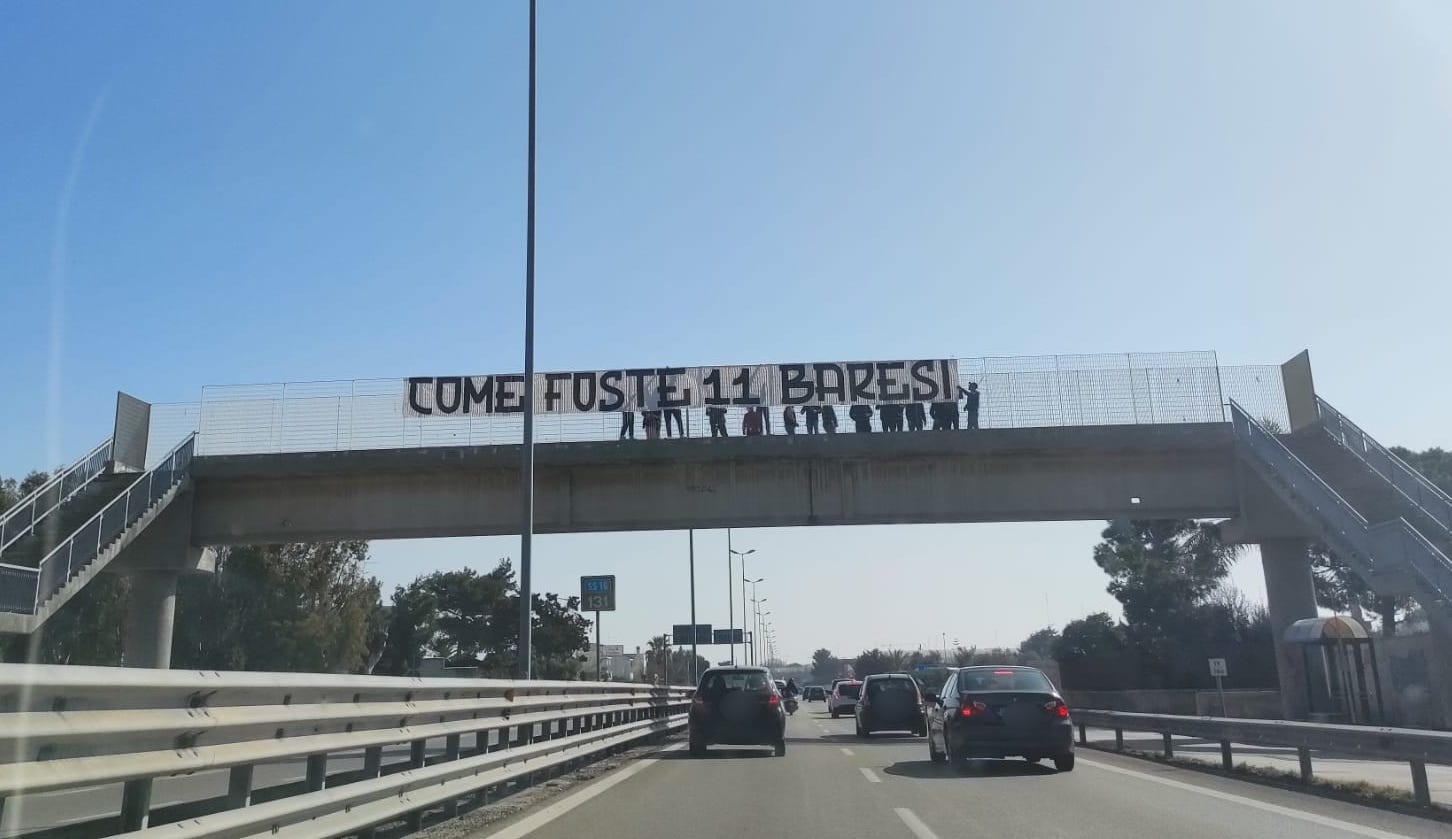 COME FOSTE 11 BARESI
SS 16
131